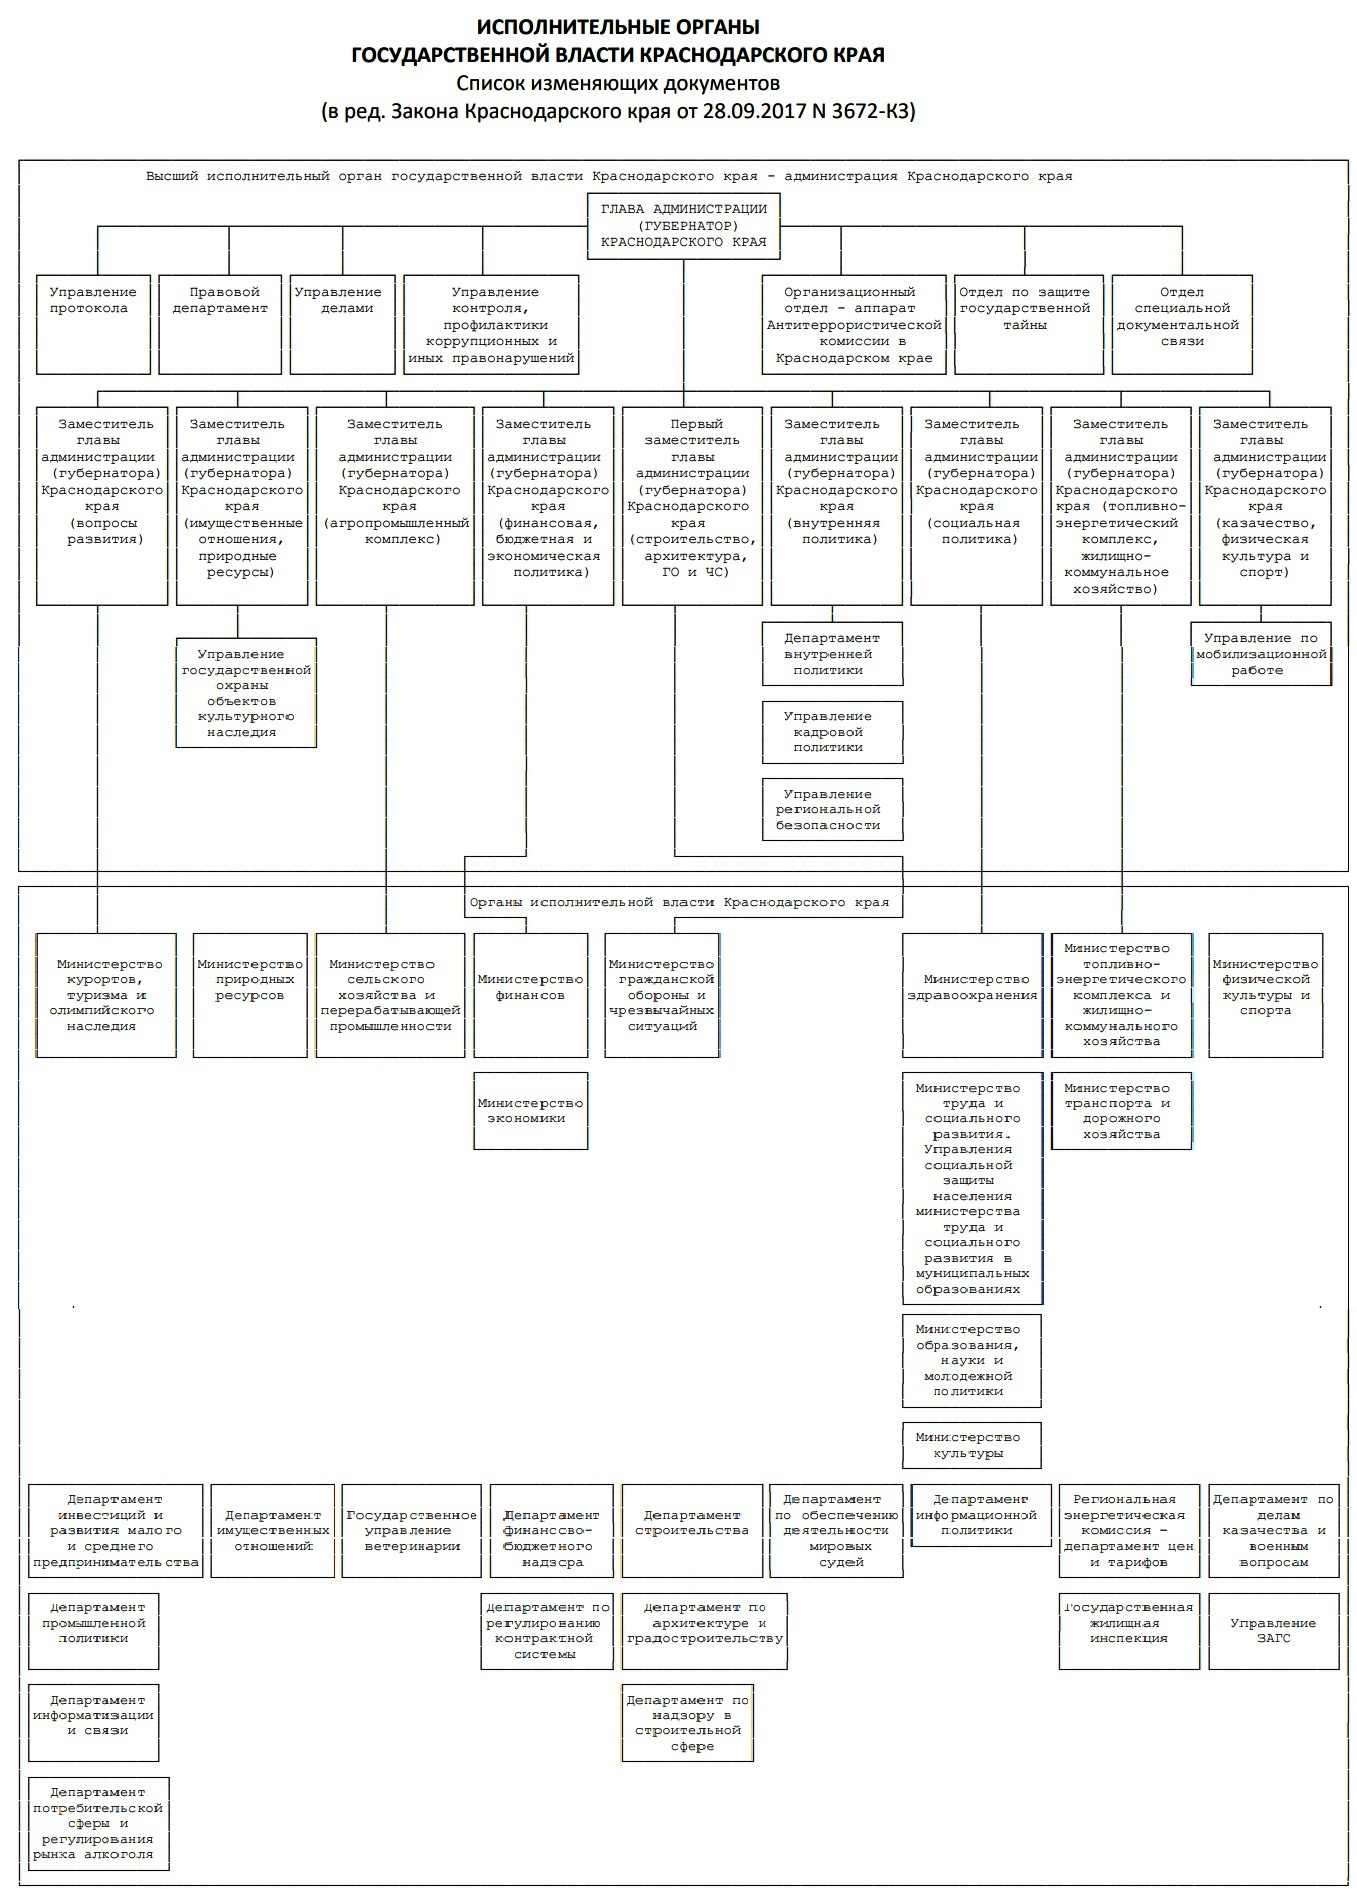 ИСПОЛНИТЕЛЬНЫЕ ОРГАНЫ
ГОСУДАРСТВЕННОЙ ВЛАСТИ КРАСНОДАРСКОГО КРАЯ
Список изменяющих документов
(в ред. Закона Краснодарского края от 28.09.2017 N 3672-КЗ)
Высший исполнительный орган государственной власти Краснодарского края - администрация Краснодарского края
ГЛАВА АДМИНИСТРАЦИИ
(ГУБЕРНАТОР)
КРАСНОДАРСКОГО КРАЯ
Управление
протокола
Правовой
департамент
Управление
делами
Управление
контроля,
профилактики
коррупционных и
иных правонарушений
Организационный
отдел - аппарат
Антитеррористической
комиссии в
Краснодарском крае
Отдел по защите
государственной
тайны
Отдел
специальной
документальной
связи
Заместитель
главы
администрации
(губернатора)
Краснодарского
края
(вопросы
развития)
Заместитель
главы
администрации
(губернатора)
Краснодарского
края
(имущественные
отношения,
природные
ресурсы)
Заместитель
главы
администрации
(губернатора)
Краснодарского
края
(агропромышленный
комплекс)
Заместитель
главы
администрации
(губернатора)
Краснодарского
края
(финансовая,
бюджетная и
экономическая
политика)
Первый
заместитель
главы
администрации
(губернатора)
Краснодарского
края
(строительство,
архитектура,
ГО и ЧС)
Заместитель
главы
администрации
(губернатора)
Краснодарского
края
(внутренняя
политика)
Заместитель
главы
администрации
(губернатора)
Краснодарского
края
(социальная
политика)
Заместитель
главы
администрации
(губернатора)
Краснодарского
края (топливно-
энергетический
комплекс,
жилищно-
коммунальное
хозяйство)
Заместитель
главы
администрации
(губернатора)
Краснодарского
края
(казачество,
физическая
культура и
спорт)
Управление
государственной
охраны
объектов
культурного
наследия
Департамент
внутренней
политики
Управление
кадровой
политики
Управление
региональной
безопасности
Управление по
мобилизационной
работе
Органы исполнительной власти Краснодарского края
Министерство
курортов,
туризма и
олимпийского
наследия
Министерство
природных
ресурсов
Министерство
сельского
хозяйства и
перерабатывающей
промышленности
Министерство
финансов
Министерство
гражданской
обороны и
чрезвычайных
ситуаций
Министерство
здравоохранения
Министерство
топливно-
энергетического
комплекса и
жилищно-
коммунального
хозяйства
Министерство
физической
культуры и
спорта
Министерство
экономики
Министерство
труда и
социального
развития.
Управления
социальной
защиты
населения
министерства
труда и
социального
развития в
муниципальных
образованиях
Министерство
транспорта и
дорожного
хозяйства
Министерство
образования,
науки и
молодежной
политики
Министерство
культуры
Департамент
инвестиций и
развития малого
и среднего
предпринимательства
Департамент
имущественных
отношений
Государственное
управление
ветеринарии
Департамент
финансово-
бюджетного
надзора
Департамент
строительства
Департамент
по обеспечению
деятельности
мировых
судей
Департамент
информационной
политики
Региональная
энергетическая
комиссия -
департамент цен
и тарифов
Департамент по
делам
казачества и
военным
вопросам
Департамент
промышленной
политики
Департамент по
регулированию
контрактной
системы
Департамент по
архитектуре и
градостроительству
Государственная
жилищная
инспекция
Управление
ЗАГС
Департамент
информатизации
и связи
Департамент по
надзору в
строительной
сфере
Департамент
потребительской
сферы и
регулирования
рынка алкоголя